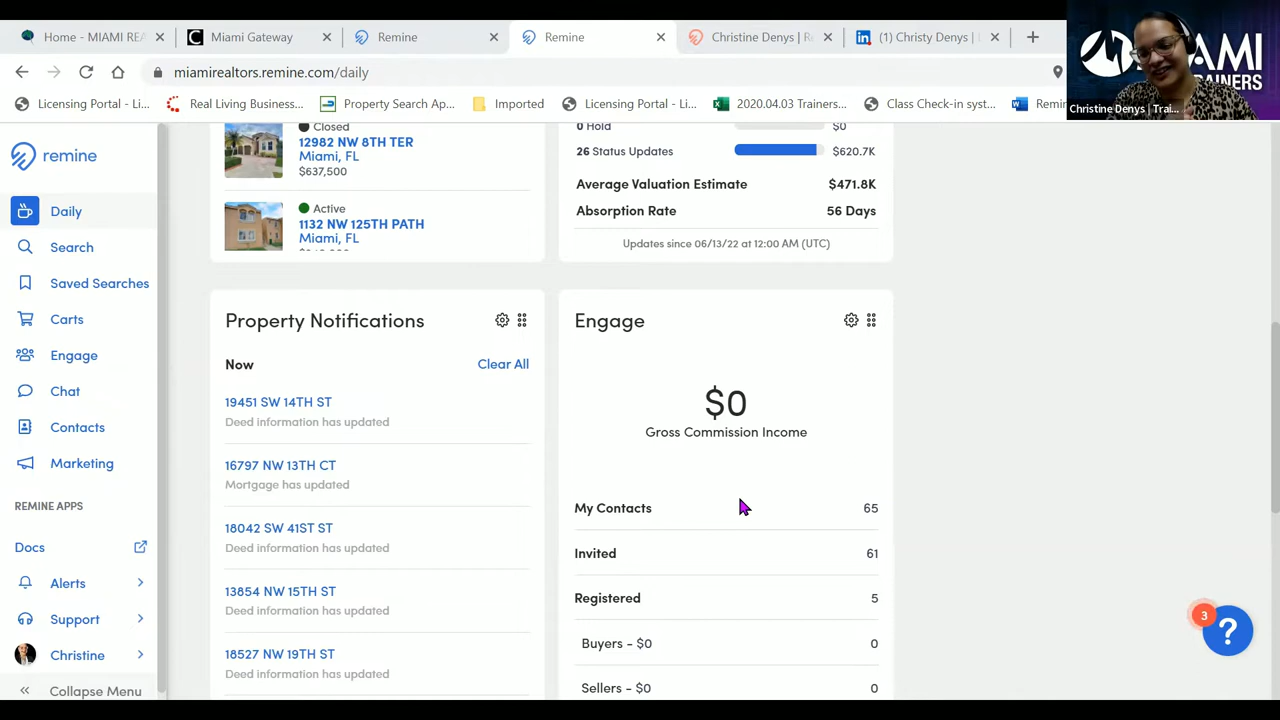 Home - MIAMI REA
Miami Gateway
Remine
Remine
Christine Denys | Re
(1) Christy Denys | L
miamirealtors.remine.com/daily
Licensing Portal - Li...
Real Living Business...
Property Search Ap...
Imported
Licensing Portal - Li...
2020.04.03 Trainers...
Class Check-in syst...
Remi
AMI
TRAINERS
Christine Denys | Trai...
remine
Daily
Search
Saved Searches
Carts
Engage
Chat
Contacts
Marketing
REMINE APPS
Docs
Alerts
Support
Christine
Collapse Menu
Closed
12982 NW 8TH TER
Miami, FL
$637,500
Active
1132 NW 125TH PATH
Miami, FL
0 Hold $0
26 Status Updates $620.7K
Average Valuation Estimate $471.8K
Absorption Rate 56 Days
Updates since 06/13/22 at 12:00 AM (UTC)
Property Notifications
Now Clear All
19451 SW 14TH ST
Deed information has updated
16797 NW 13TH CT
Mortgage has updated
18042 SW 41ST ST
Deed information has updated
13854 NW 15TH ST
Deed information has updated
18527 NW 19TH ST
Deed information has updated
Engage
$0
Gross Commission Income
My Contacts 65
Invited 61
Registered 5
Buyers - $0 0
Sellers - $0 0
3
?